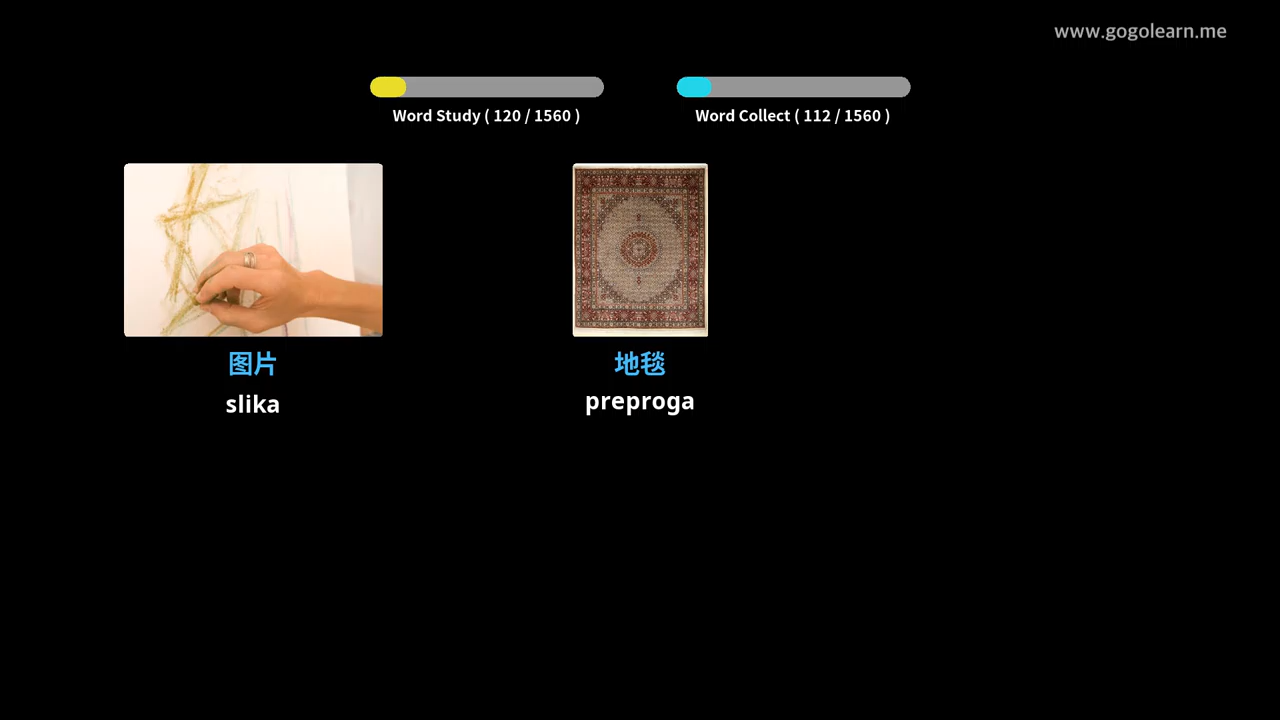 www.gogolearn.me
Word Study ( 120 / 1560 )
Word Collect ( 112 / 1560 )
图片
slika
地毯
preproga